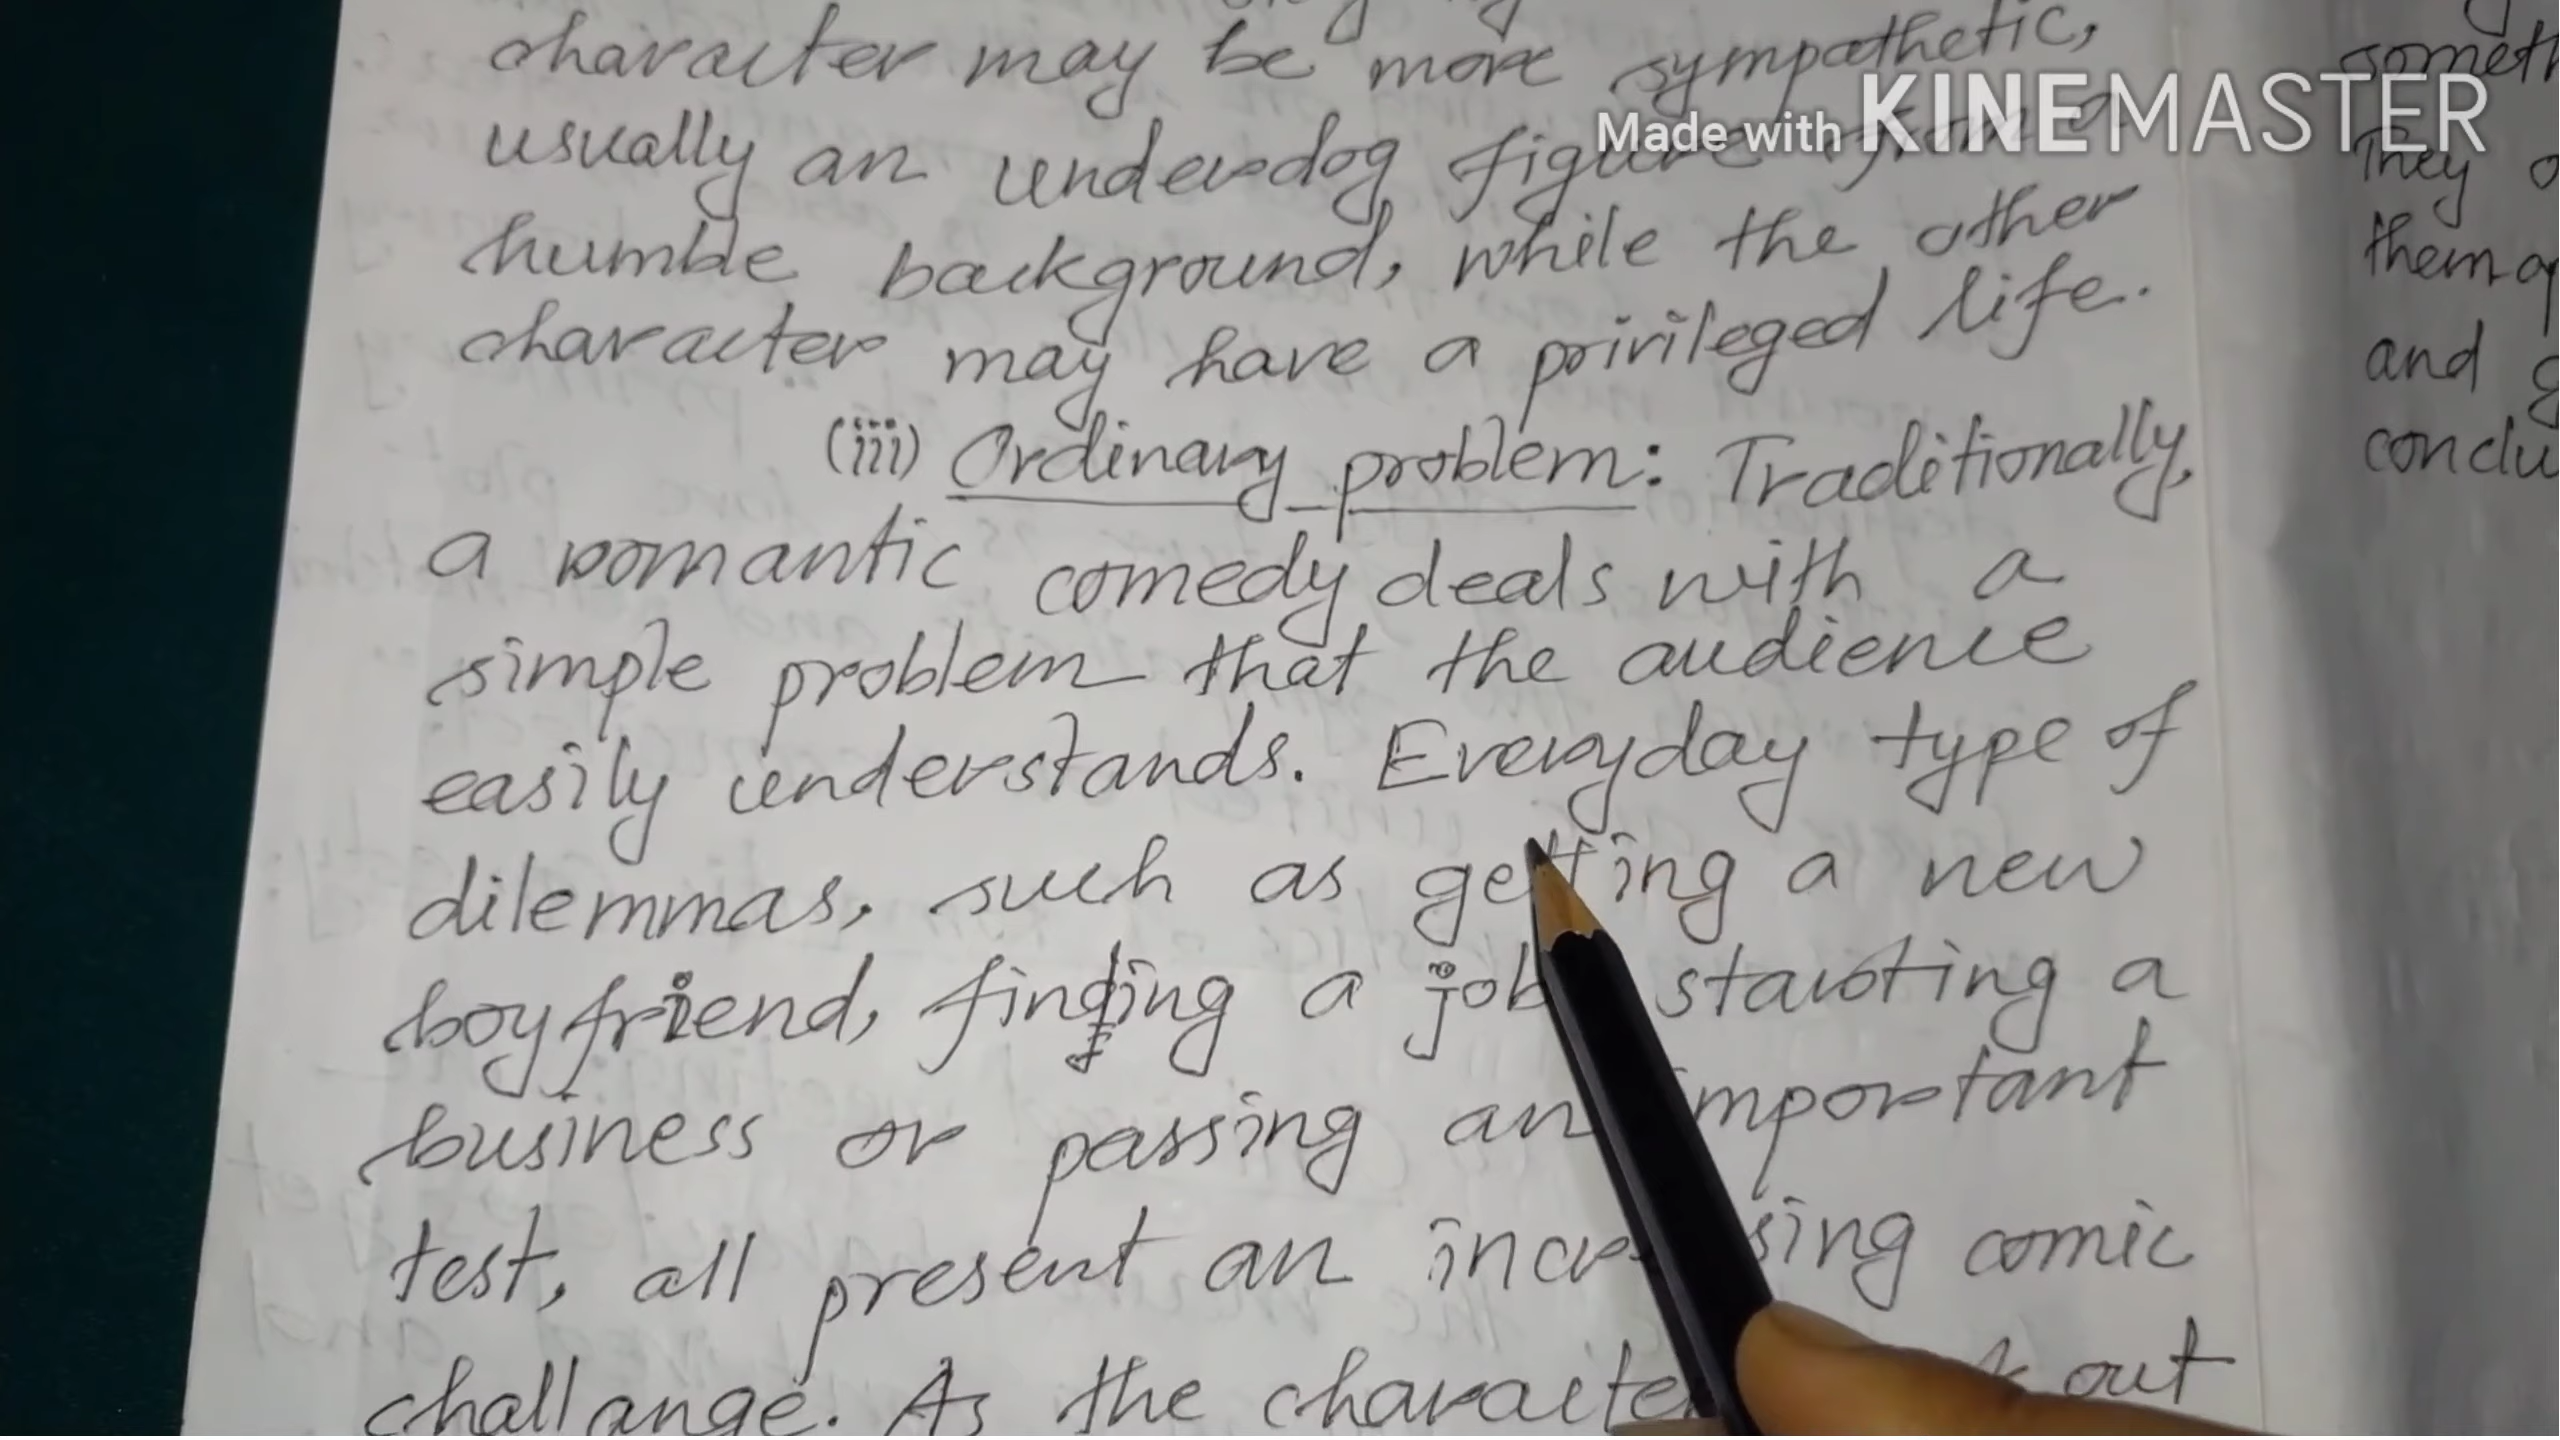 character may be more sympathetic,
Made with KINEMASTER
usually an underdog figure from a
humble background, while the other
character may have a privileged life.
(iii) Ordinary problem: Traditionally,
a romantic comedy deals with a
simple problem that the audience
easily understands. Everyday type of
dilemmas, such as getting a new
boyfriend, finding a job starting a
business or passing an important
test, all present an increasing comic
challange. As the character out
They
and